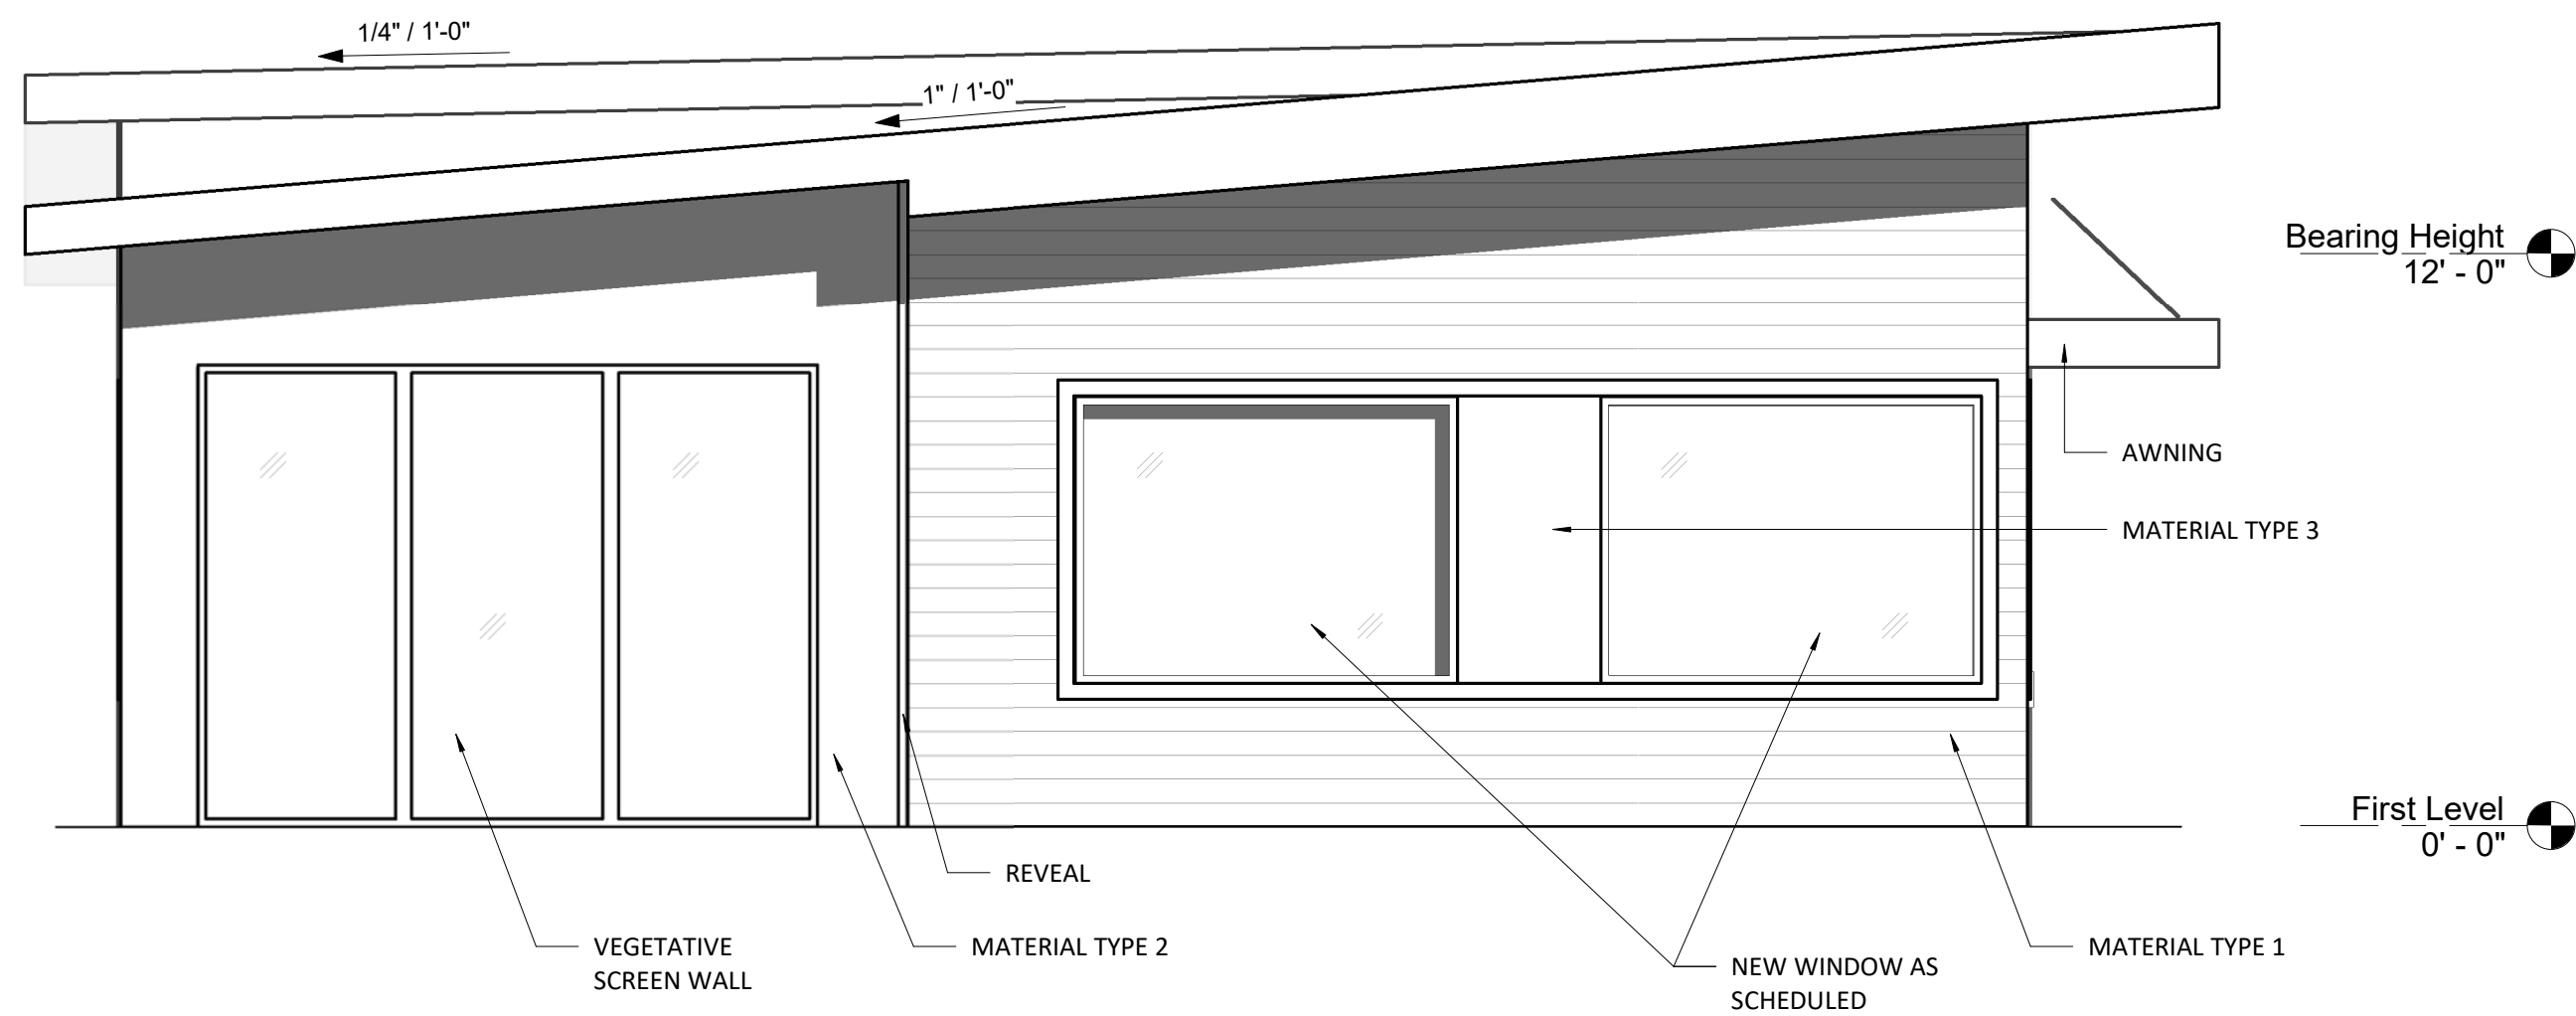 1/4" / 1'-0"
1" / 1'-0"
Bearing Height
12' - 0"
AWNING
MATERIAL TYPE 3
First Level
0' - 0"
REVEAL
VEGETATIVE
SCREEN WALL
MATERIAL TYPE 2
NEW WINDOW AS
SCHEDULED
MATERIAL TYPE 1